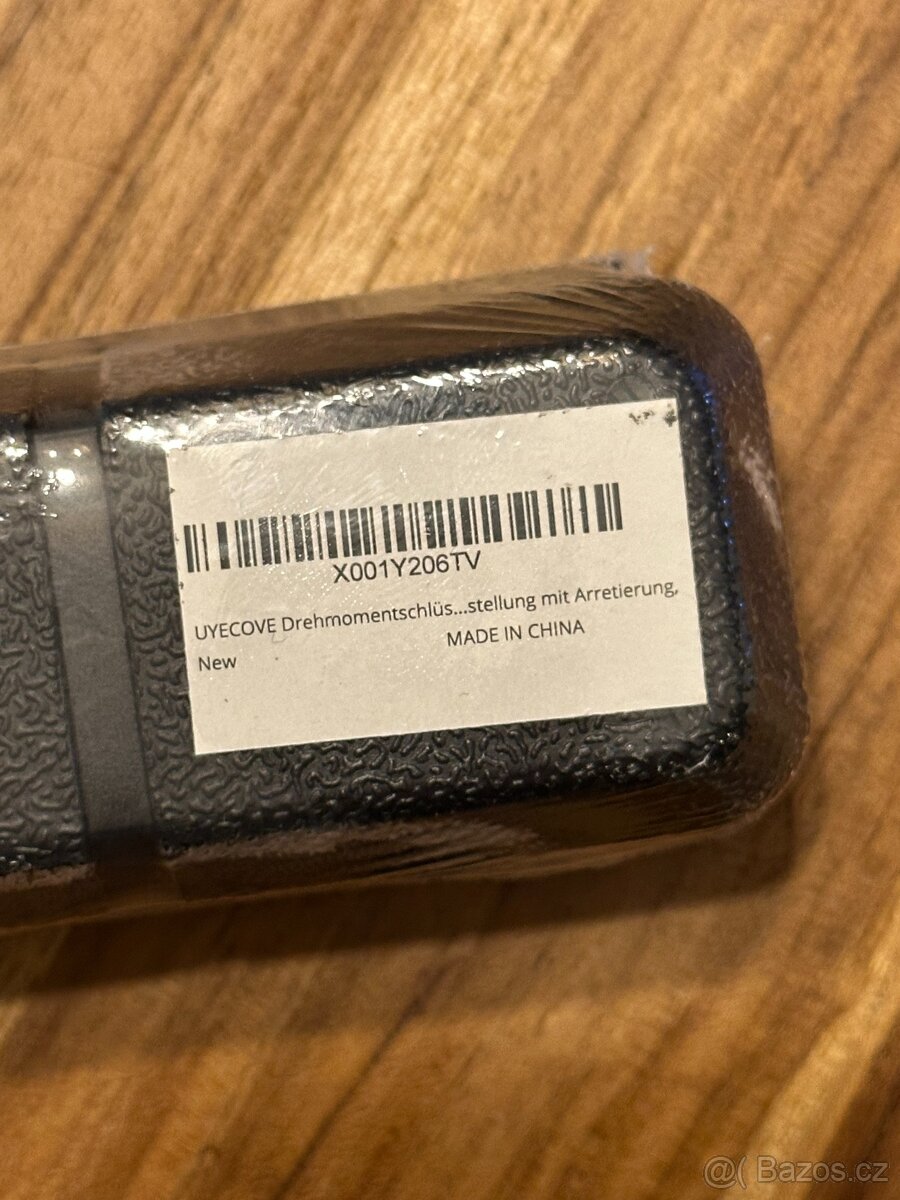 X001Y206TV
UYECOVE Drehmomentschlüs...stellung mit Arretierung,
New
MADE IN CHINA
@( Bazos.cz